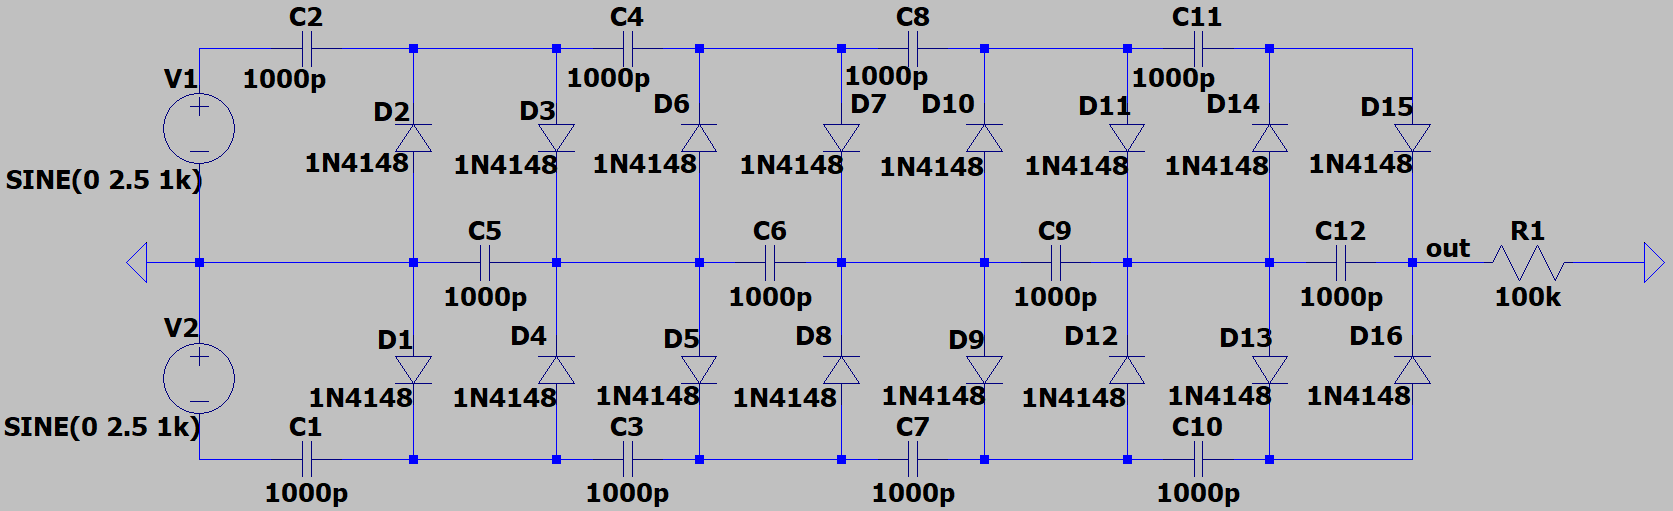 C2 C4 C8 C11
1000p 1000p 1000p 1000p
V1
D2 D3 D6 D7 D10 D11 D14 D15
1N4148 1N4148 1N4148 1N4148 1N4148 1N4148 1N4148 1N4148
SINE(0 2.5 1k)
C5 C6 C9 C12 out R1
1000p 1000p 1000p 1000p 100k
V2
D1 D4 D5 D8 D9 D12 D13 D16
1N4148 1N4148 1N4148 1N4148 1N4148 1N4148 1N4148 1N4148
SINE(0 2.5 1k)
C1 C3 C7 C10
1000p 1000p 1000p 1000p